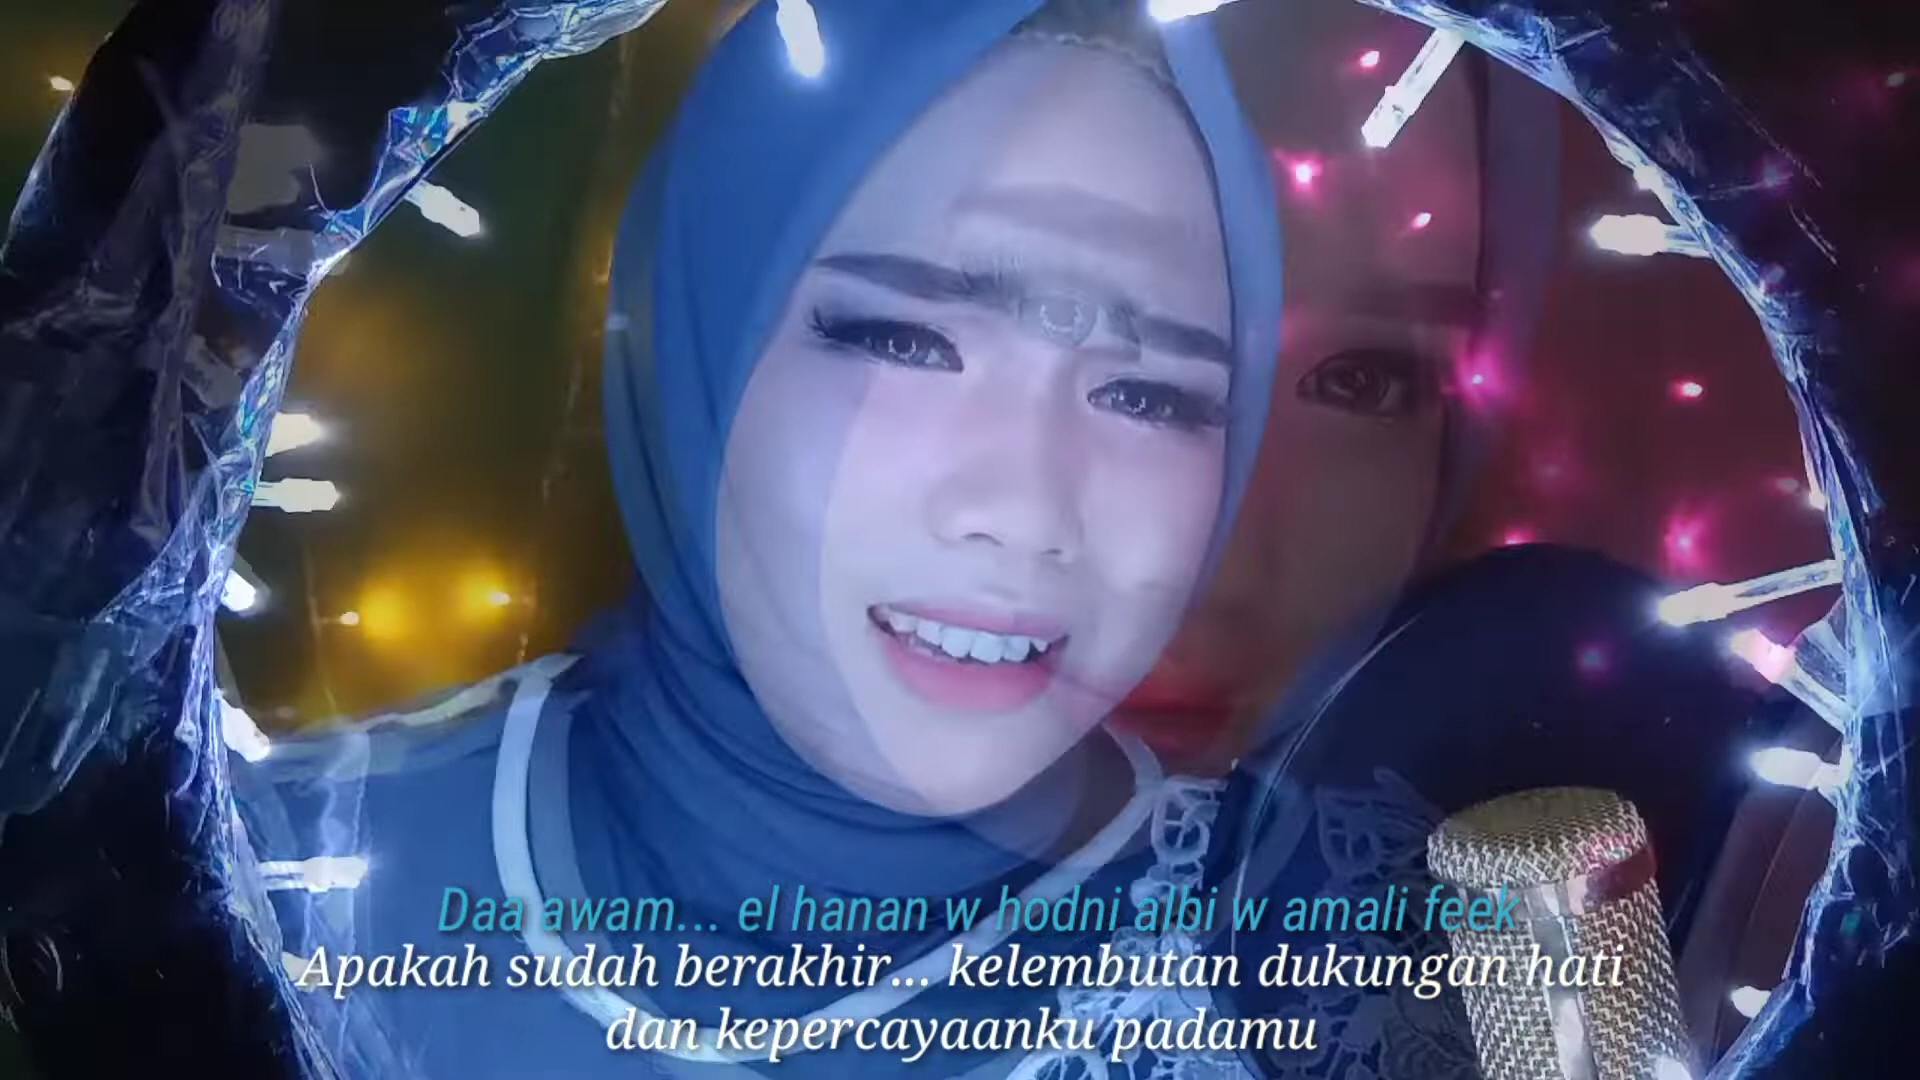 Daa awam... el hanan w hodni albi w amali feek
Apakah sudah berakhir... kelembutan dukungan hati
dan kepercayaanku padamu